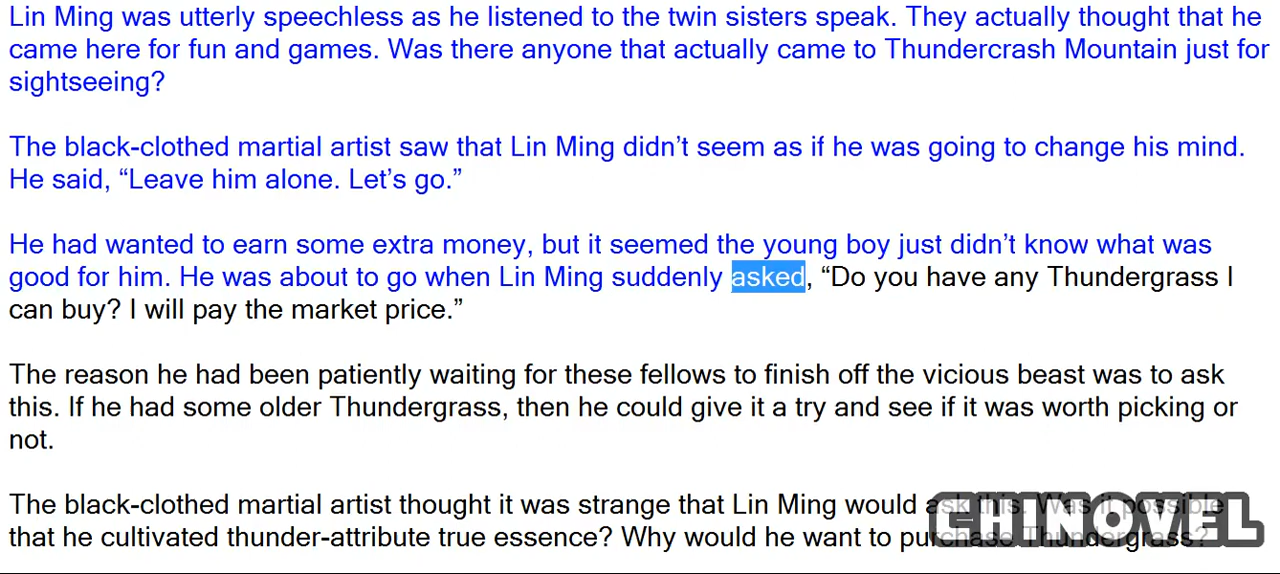 Lin Ming was utterly speechless as he listened to the twin sisters speak. They actually thought that he
came here for fun and games. Was there anyone that actually came to Thundercrash Mountain just for
sightseeing?
The black-clothed martial artist saw that Lin Ming didn’t seem as if he was going to change his mind.
He said, “Leave him alone. Let’s go.”
He had wanted to earn some extra money, but it seemed the young boy just didn’t know what was
good for him. He was about to go when Lin Ming suddenly asked, “Do you have any Thundergrass I
can buy? I will pay the market price.”
The reason he had been patiently waiting for these fellows to finish off the vicious beast was to ask
this. If he had some older Thundergrass, then he could give it a try and see if it was worth picking or
not.
The black-clothed martial artist thought it was strange that Lin Ming would ask this. Was it possible
that he cultivated thunder-attribute true essence? Why would he want to purchase Thundergrass?
CHINOVEL